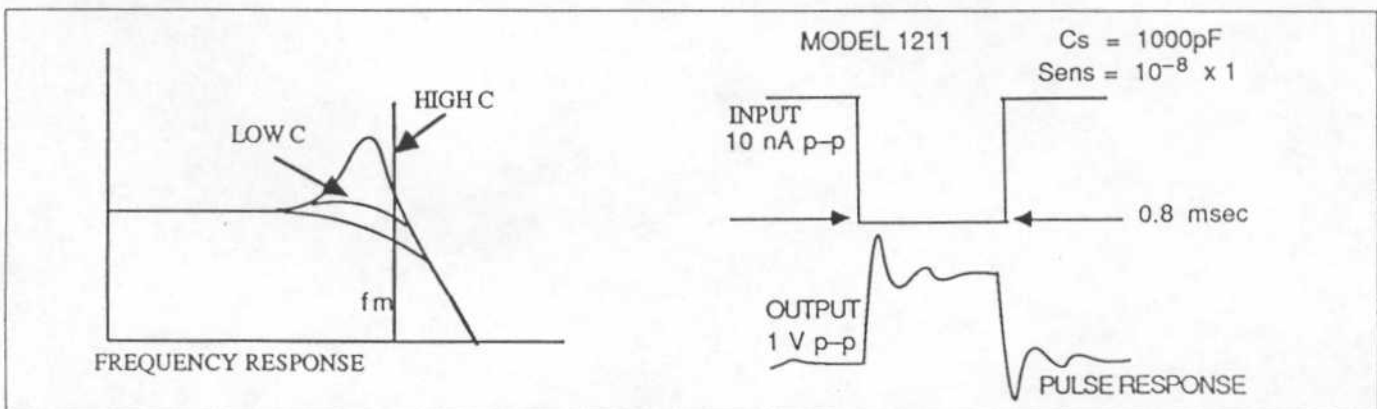 HIGH C
LOW C
f m
FREQUENCY RESPONSE
MODEL 1211
Cs = 1000pF
Sens = 10⁻⁸ x 1
INPUT
10 nA p-p
0.8 msec
OUTPUT
1 V p-p
PULSE RESPONSE